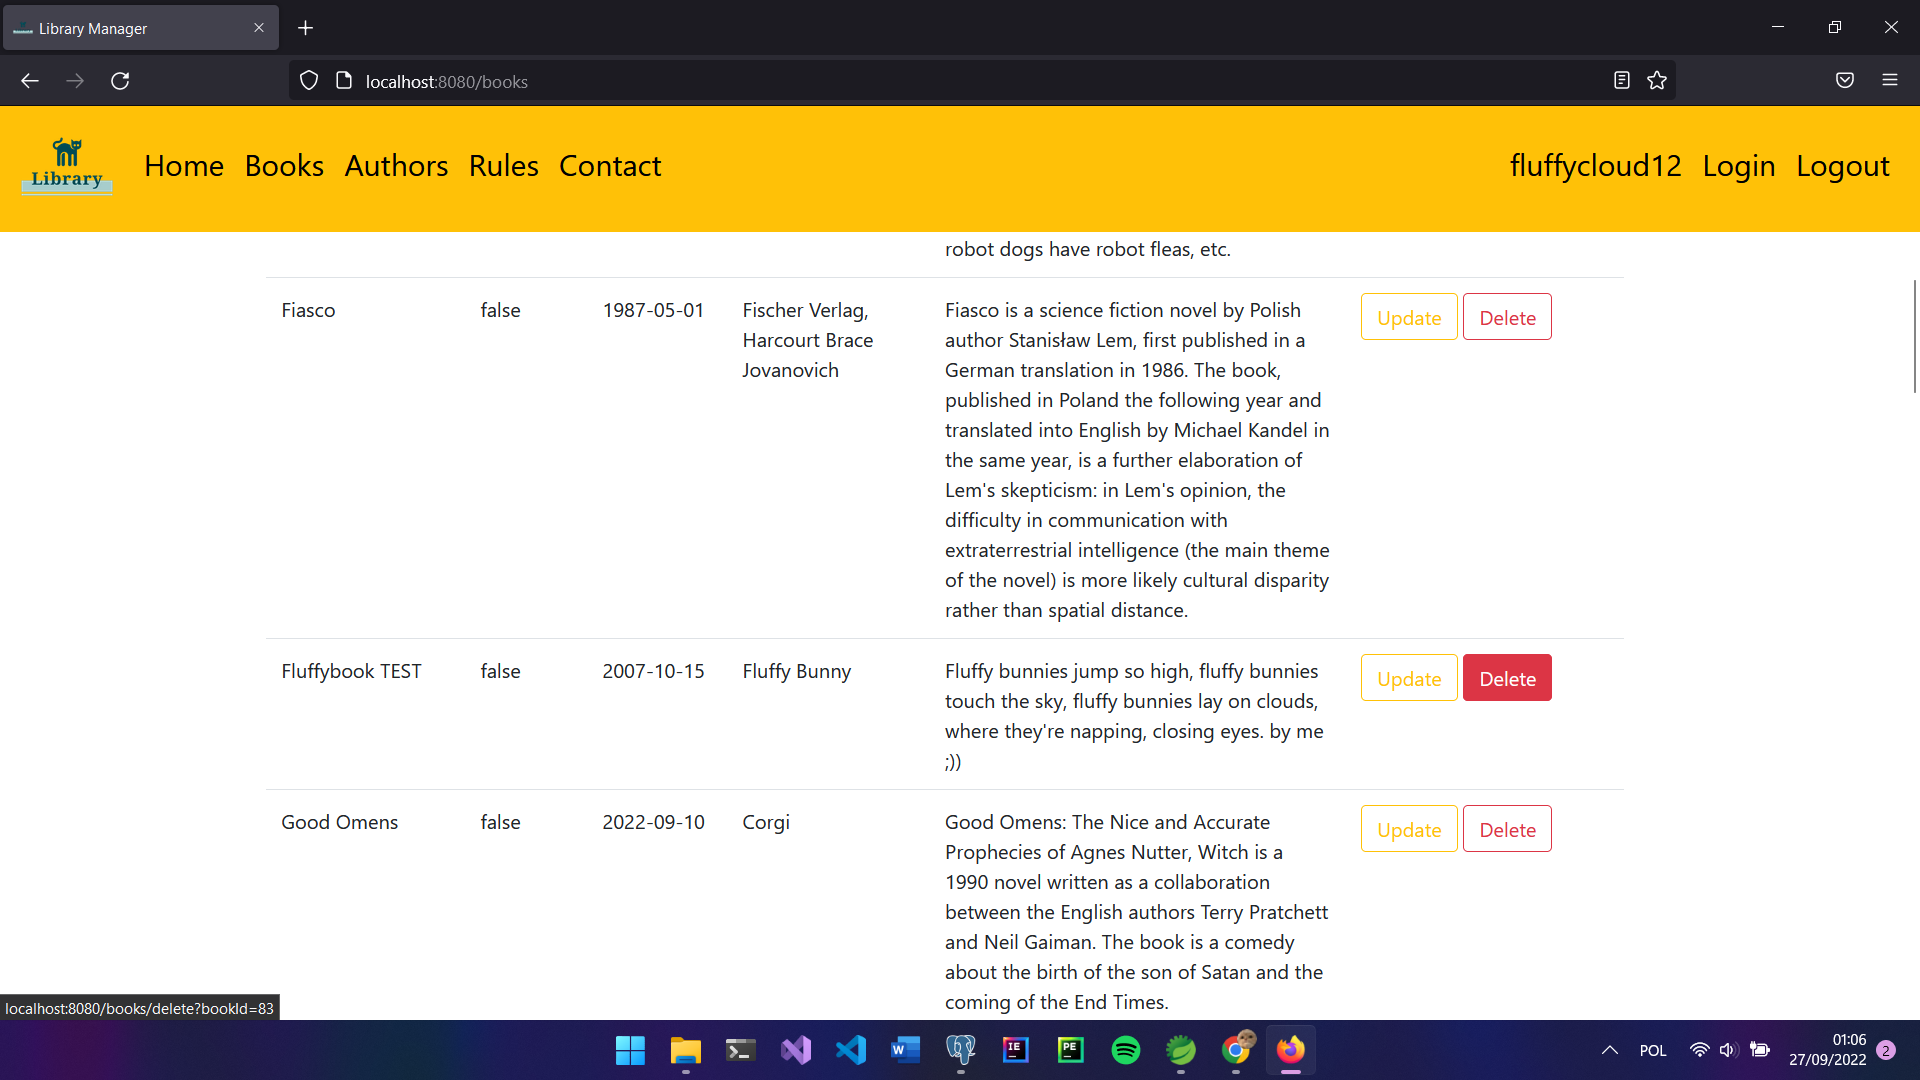 Library Manager
localhost:8080/books
Library
Home Books Authors Rules Contact
fluffycloud12 Login Logout
robot dogs have robot fleas, etc.
Fiasco
false
1987-05-01
Fischer Verlag,
Harcourt Brace
Jovanovich
Fiasco is a science fiction novel by Polish
author Stanisław Lem, first published in a
German translation in 1986. The book,
published in Poland the following year and
translated into English by Michael Kandel in
the same year, is a further elaboration of
Lem's skepticism: in Lem's opinion, the
difficulty in communication with
extraterrestrial intelligence (the main theme
of the novel) is more likely cultural disparity
rather than spatial distance.
Update Delete
Fluffybook TEST
false
2007-10-15
Fluffy Bunny
Fluffy bunnies jump so high, fluffy bunnies
touch the sky, fluffy bunnies lay on clouds,
where they're napping, closing eyes. by me
;))
Update Delete
Good Omens
false
2022-09-10
Corgi
Good Omens: The Nice and Accurate
Prophecies of Agnes Nutter, Witch is a
1990 novel written as a collaboration
between the English authors Terry Pratchett
and Neil Gaiman. The book is a comedy
about the birth of the son of Satan and the
coming of the End Times.
Update Delete
localhost:8080/books/delete?bookId=83
W
IE
PE
POL
01:06
27/09/2022
2